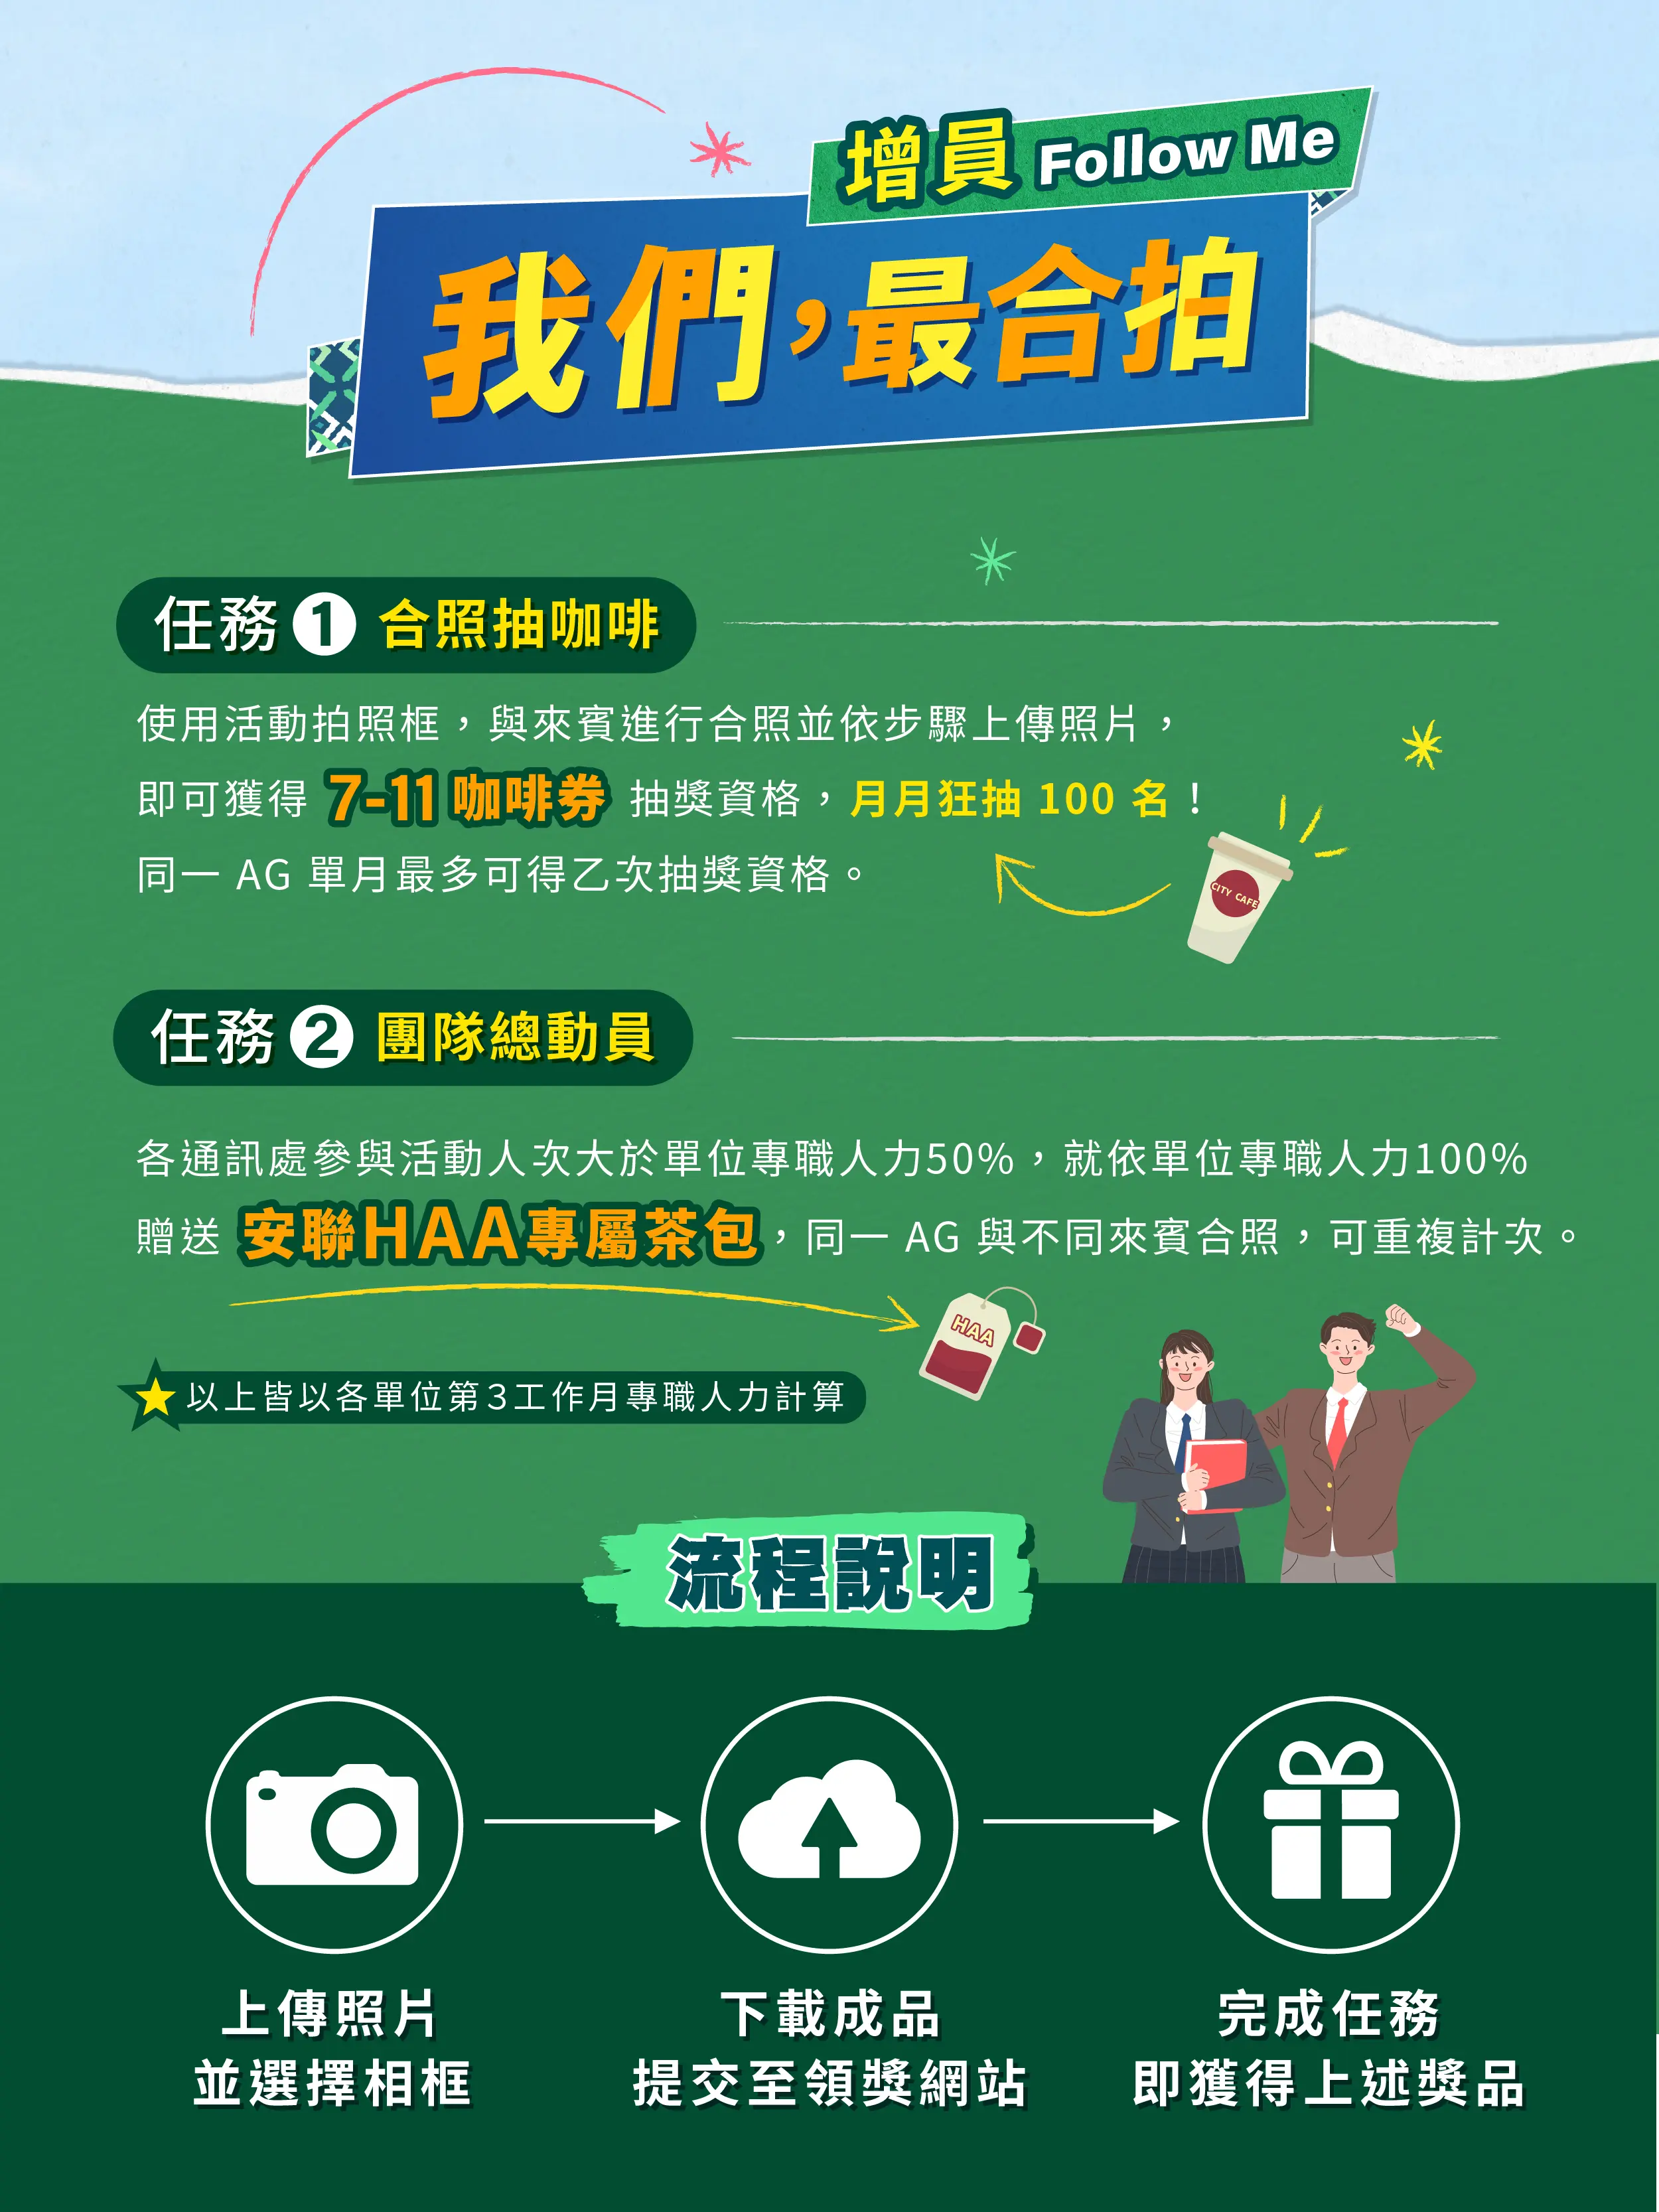 增員 Follow Me
我們，最合拍
任務 1 合照抽咖啡
使用活動拍照框，與來賓進行合照並依步驟上傳照片，
即可獲得 7-11 咖啡券 抽獎資格，月月狂抽 100 名！
同一 AG 單月最多可得乙次抽獎資格。
CITY CAFE
任務 2 團隊總動員
各通訊處參與活動人次大於單位專職人力50%，就依單位專職人力100%
贈送 安聯HAA專屬茶包，同一 AG 與不同來賓合照，可重複計次。
HAA
以上皆以各單位第3工作月專職人力計算
流程說明
上傳照片
並選擇相框
下載成品
提交至領獎網站
完成任務
即獲得上述獎品